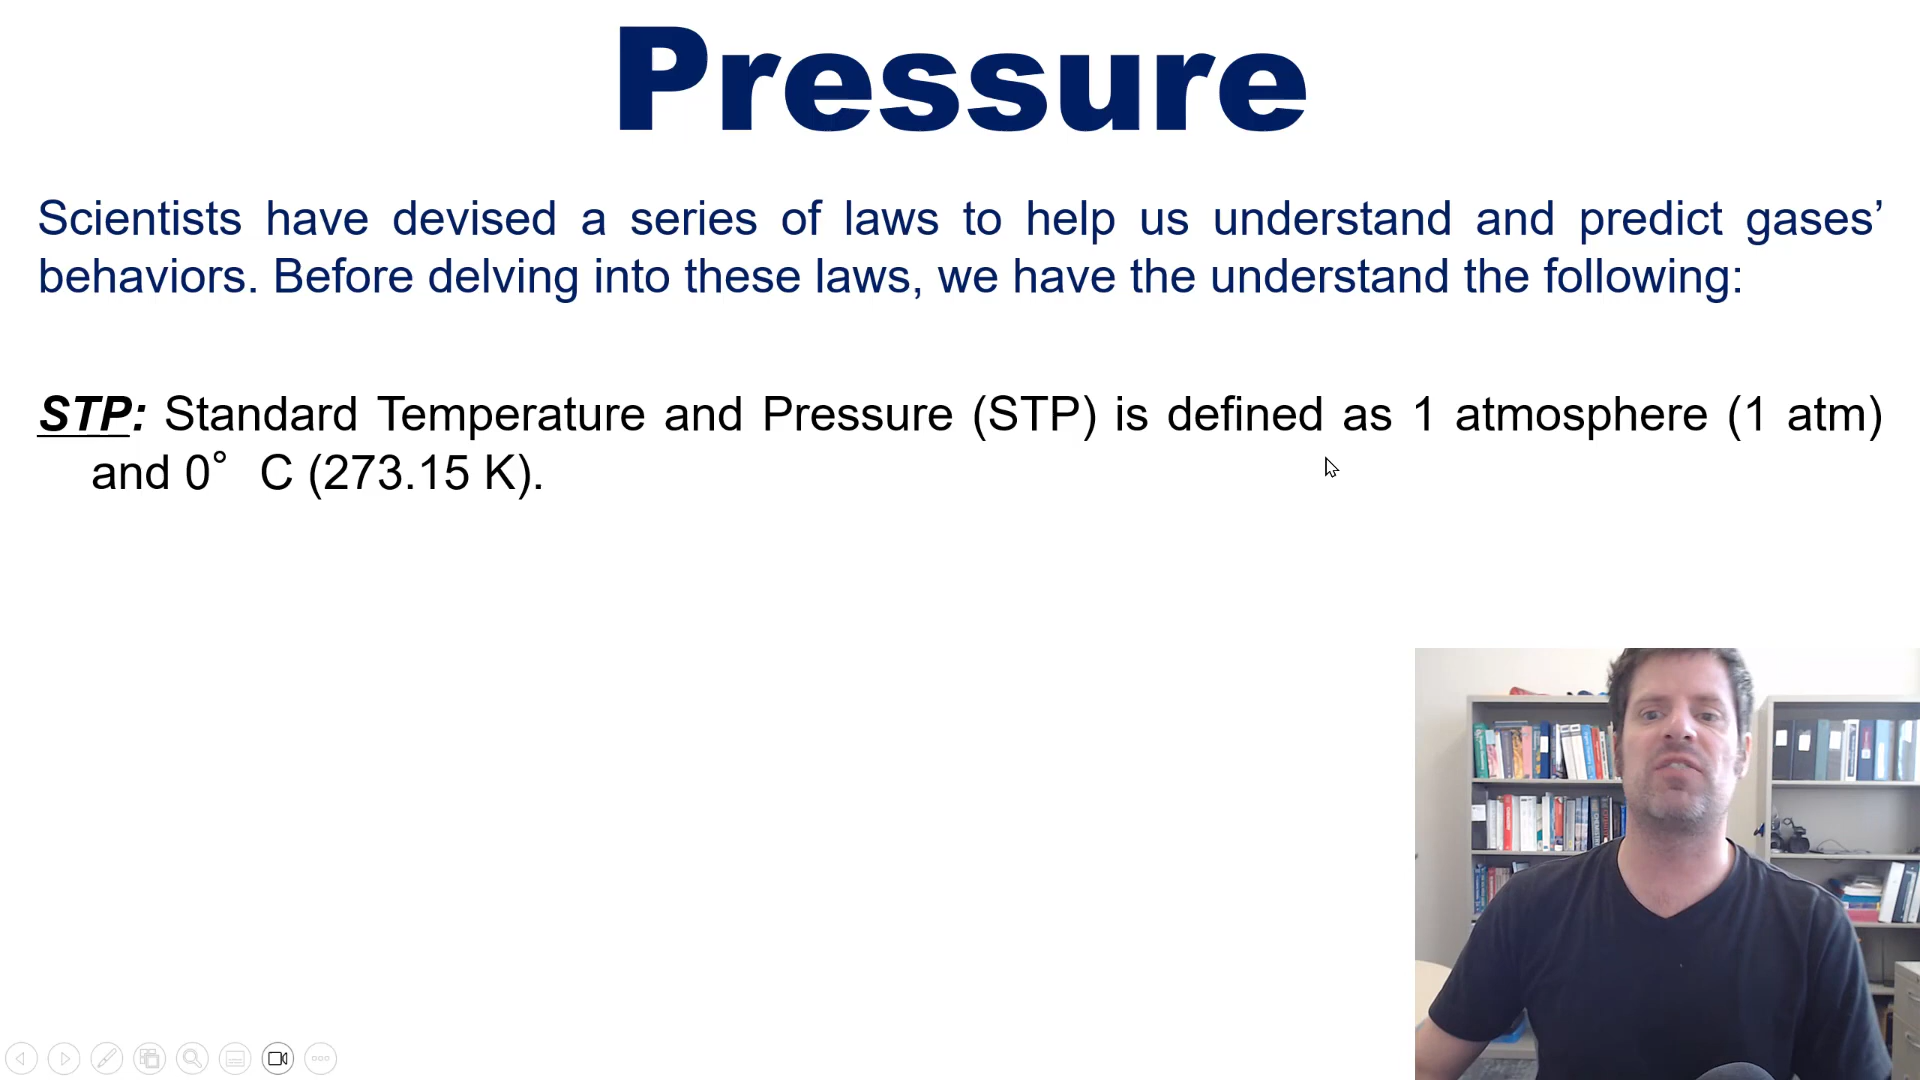 Pressure
Scientists have devised a series of laws to help us understand and predict gases’
behaviors. Before delving into these laws, we have the understand the following:
STP: Standard Temperature and Pressure (STP) is defined as 1 atmosphere (1 atm)
and 0° C (273.15 K).